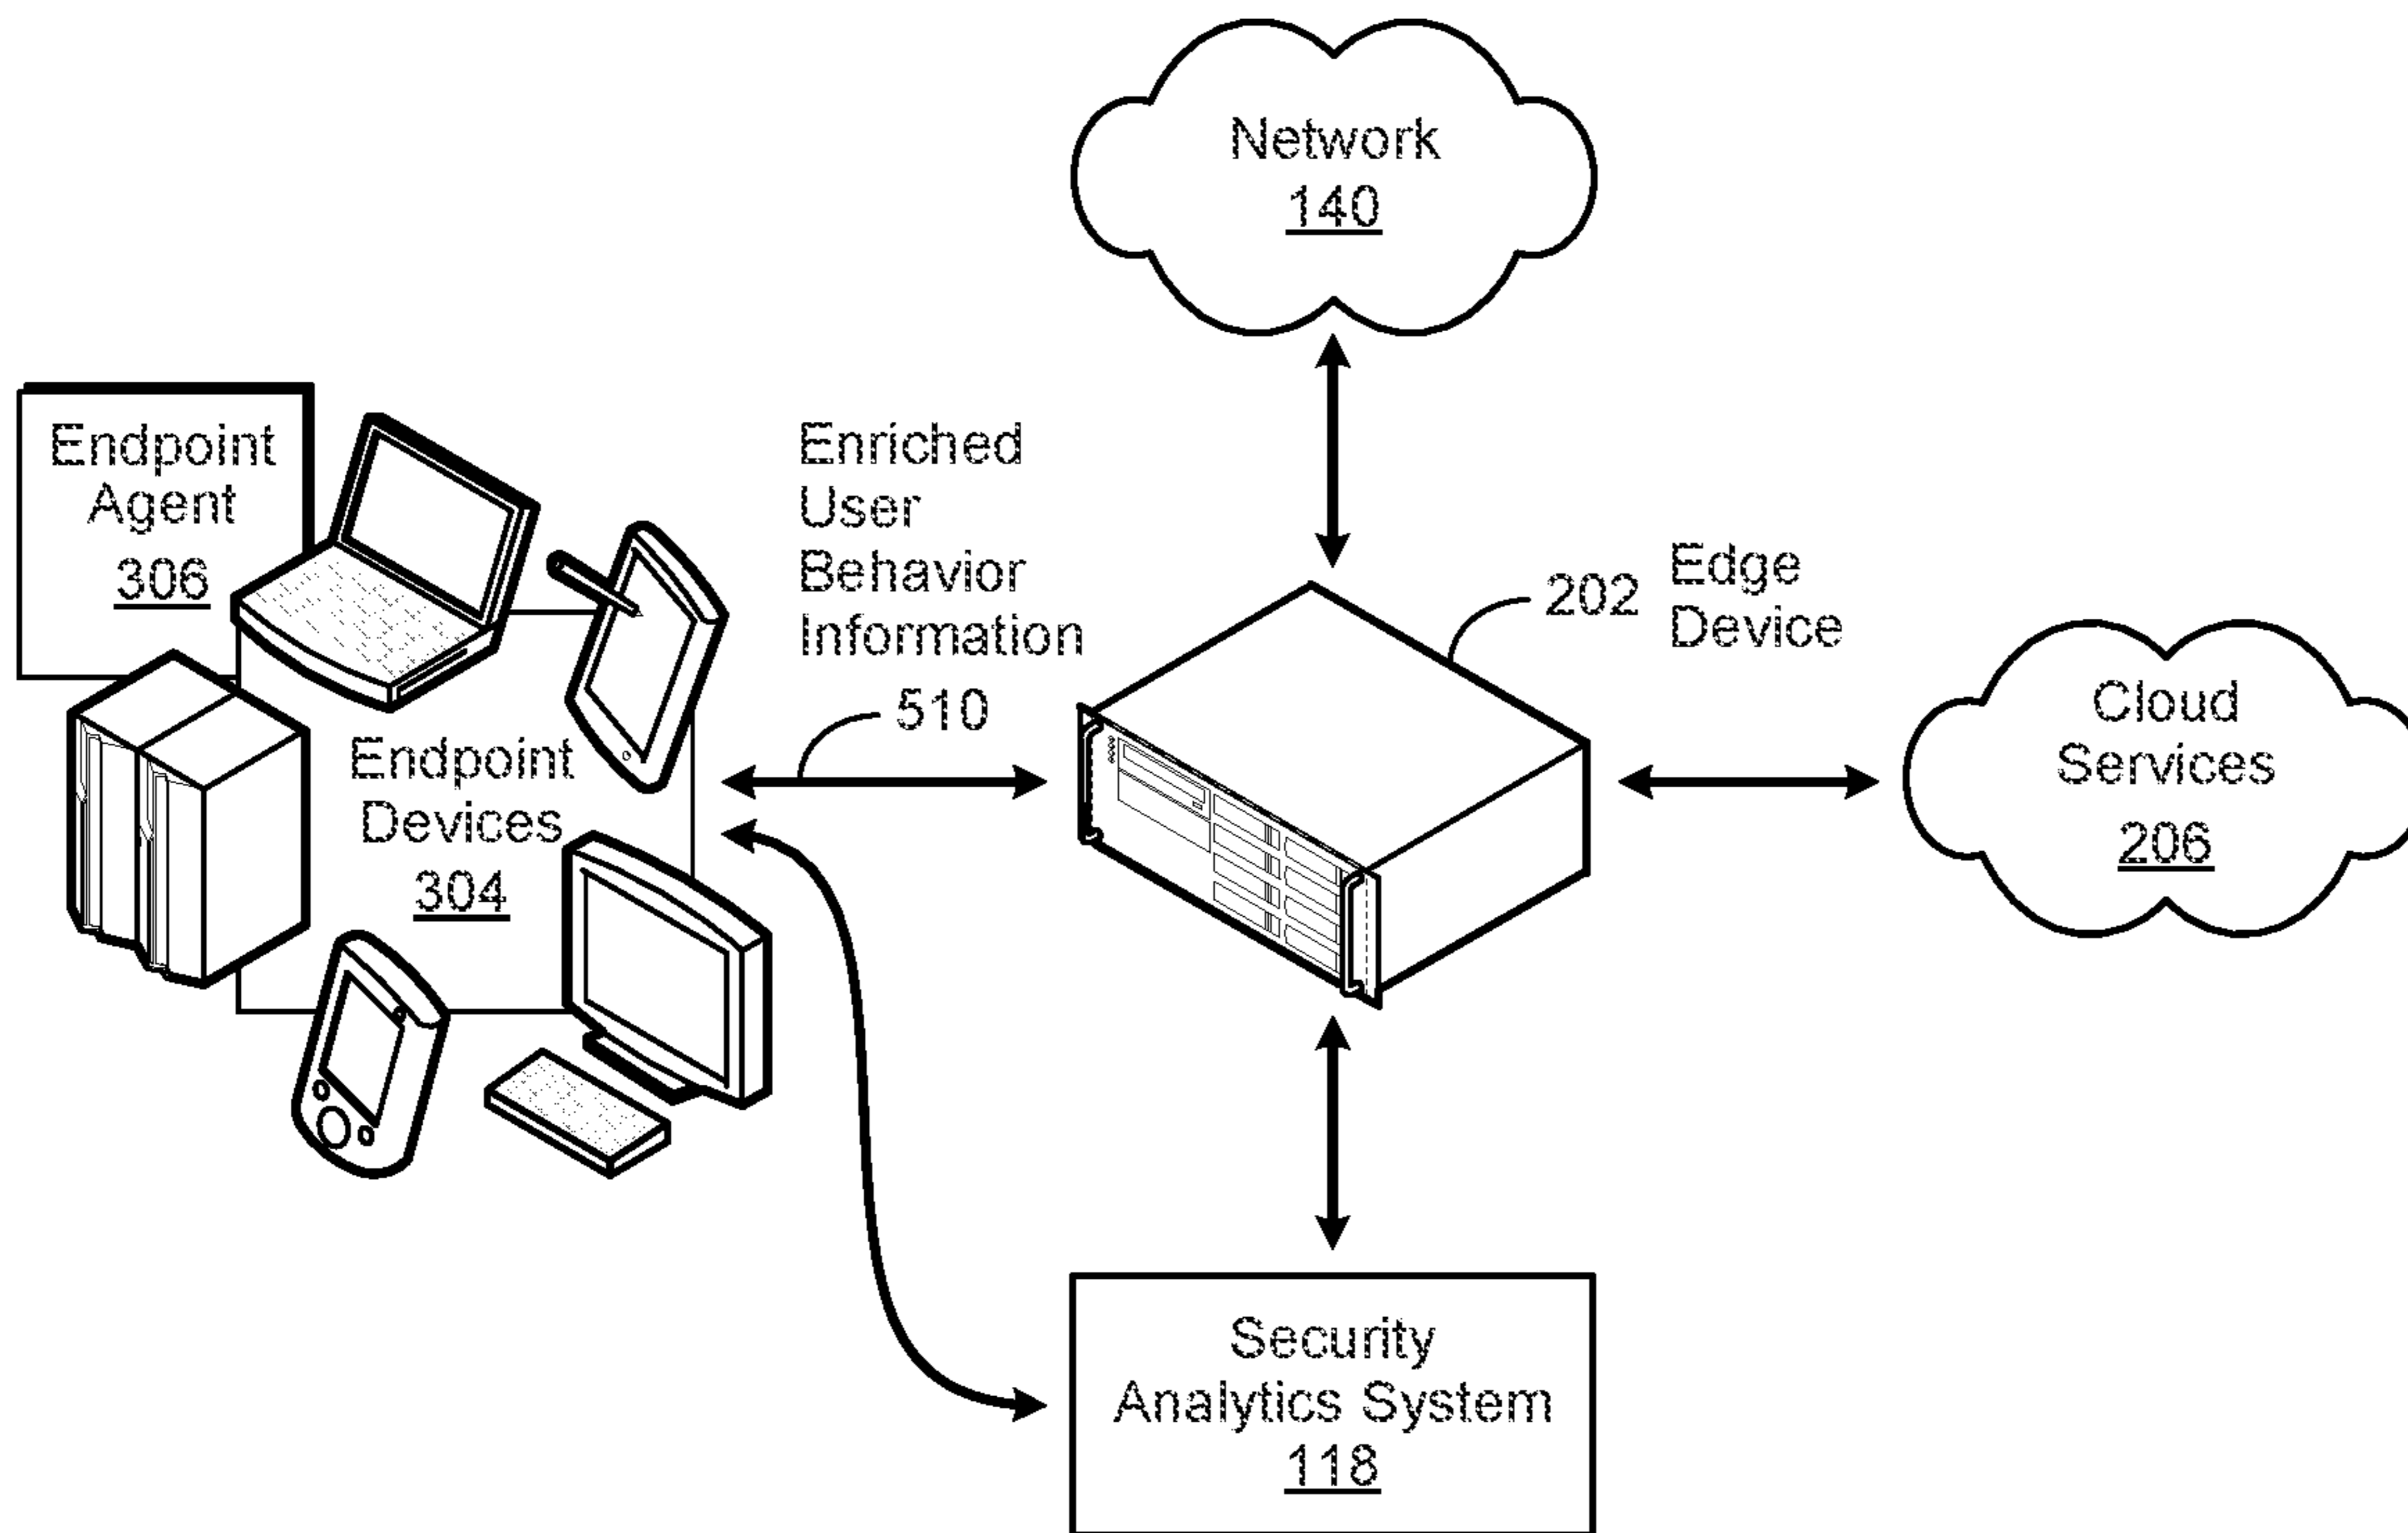 Network
140
Endpoint
Agent
306
Enriched
User
Behavior
Information
510
202
Edge
Device
Cloud
Services
206
Endpoint
Devices
304
Security
Analytics System
118